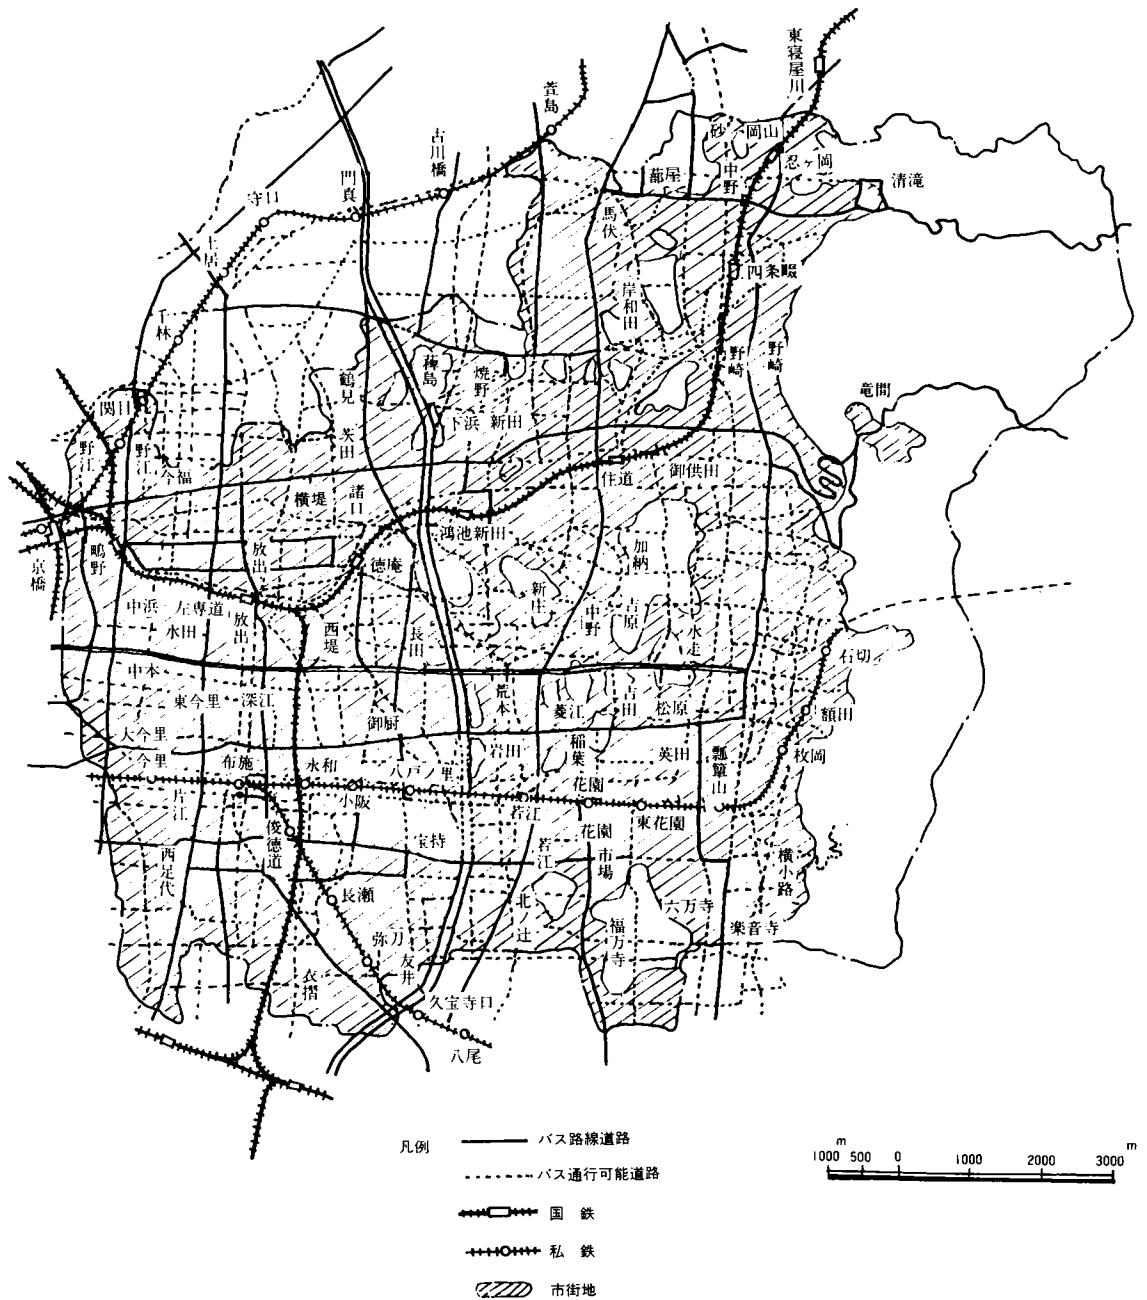 東寝屋川
萱島
砂
岡山
忍ヶ岡
古川橋
門真
守口
蔀屋
中野
清滝
馬伏
土居
四条畷
岸和田
千林
野崎
野崎
稗島
焼野
鶴見
竜間
関目
下浜
新田
茨田
野江
野江
今福
住道
御供田
諸口
横堤
鴻池新田
京橋
鴫野
放出
徳庵
加納
新庄
中浜
左専道
放出
西堤
長田
中野
吉原
水走
永田
石切
中本
東今里
深江
荒本
菱江
吉田
松原
額田
御厨
大今里
岩田
稲葉
英田
瓢箪山
枚岡
今里
布施
永和
八戸ノ里
花園
片江
小阪
若江
東花園
俊徳道
宝持
若江
花園
市場
西足代
横小路
長瀬
北ノ辻
六万寺
弥刀
福万寺
楽音寺
友井
衣摺
久宝寺口
八尾
凡例
バス路線道路
バス通行可能道路
国鉄
私鉄
市街地
m
m
1000 500 0 1000 2000 3000